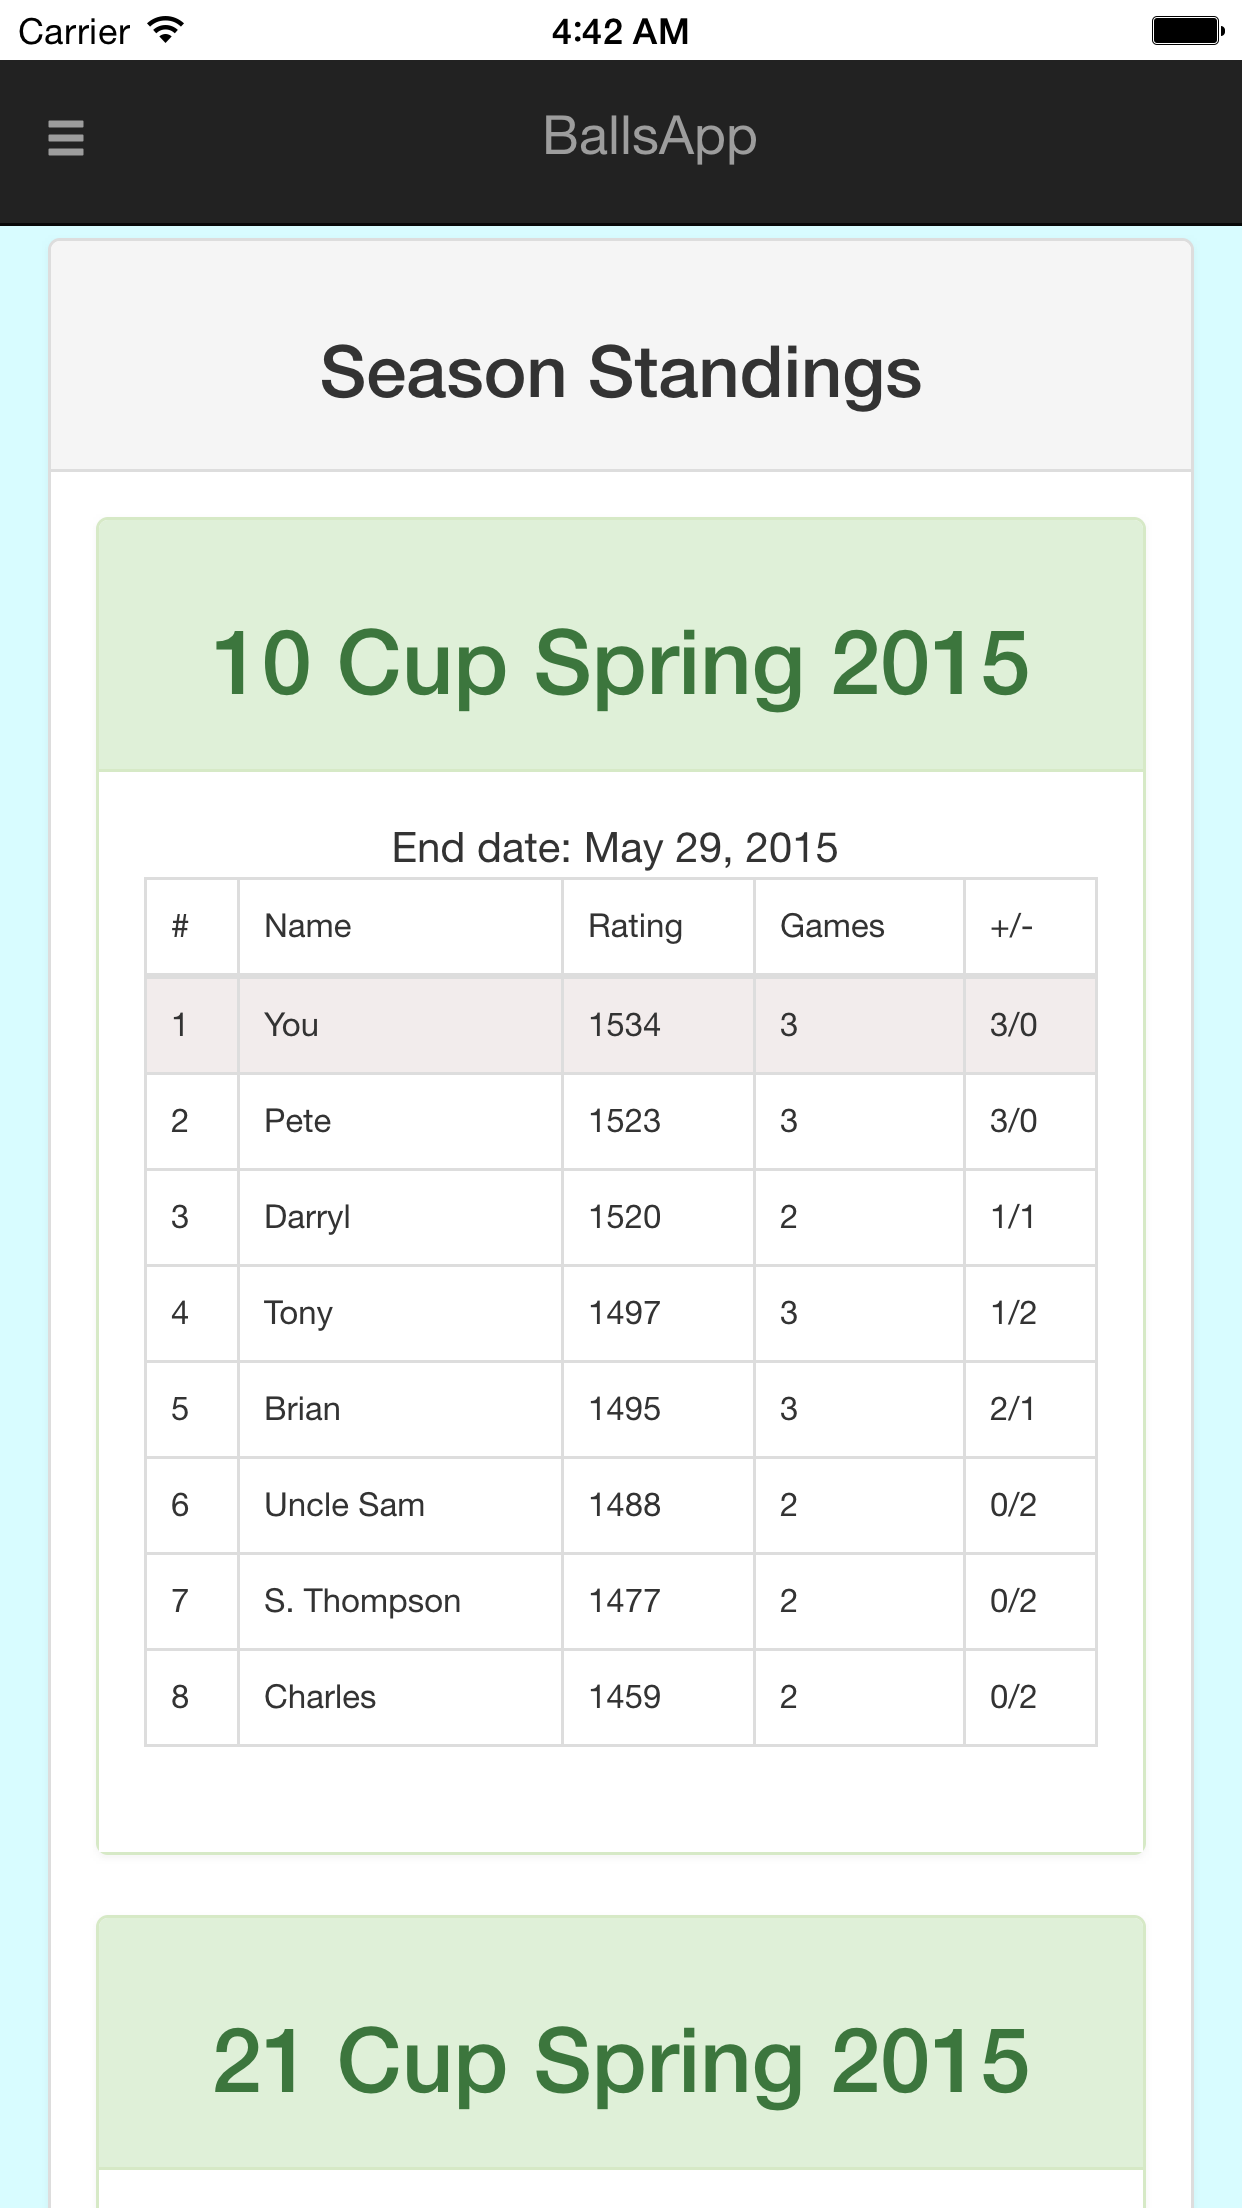 Carrier 4:42 AM
BallsApp
Season Standings
10 Cup Spring 2015
End date: May 29, 2015
# Name Rating Games +/-
1 You 1534 3 3/0
2 Pete 1523 3 3/0
3 Darryl 1520 2 1/1
4 Tony 1497 3 1/2
5 Brian 1495 3 2/1
6 Uncle Sam 1488 2 0/2
7 S. Thompson 1477 2 0/2
8 Charles 1459 2 0/2
21 Cup Spring 2015